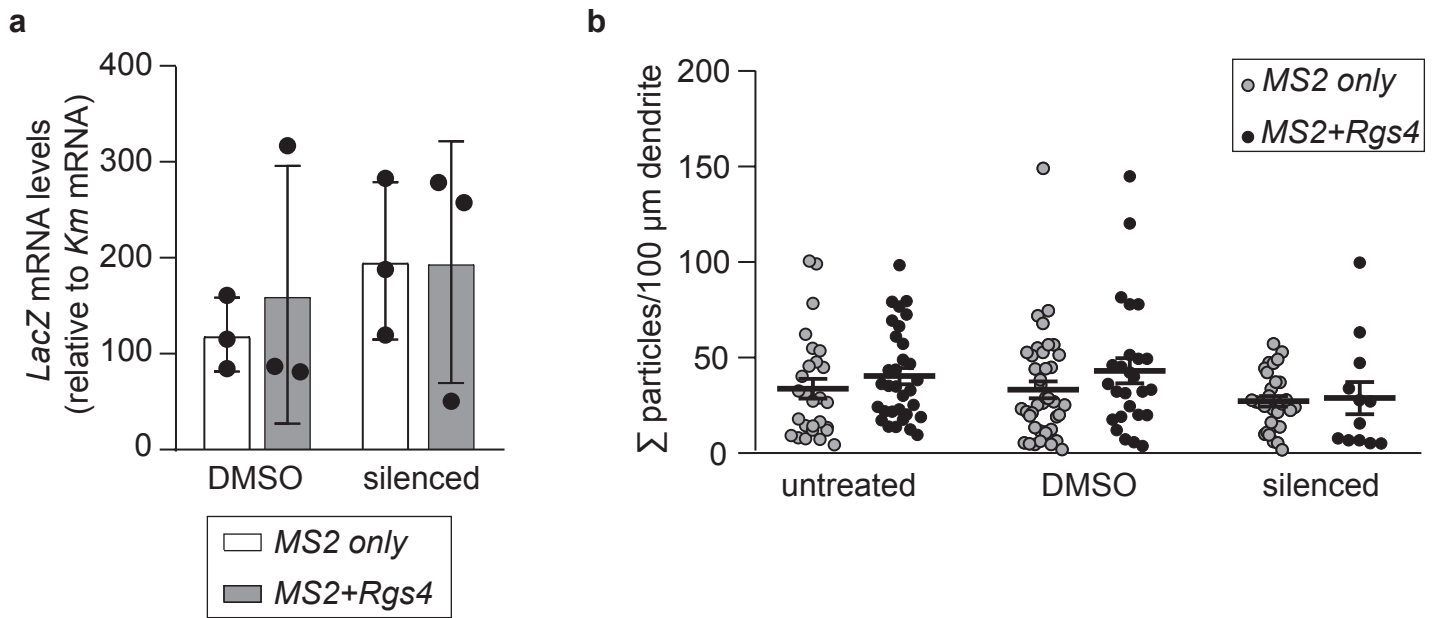 a
LacZ mRNA levels
(relative to Km mRNA)
400
300
200
100
0
DMSO silenced
MS2 only
MS2+Rgs4
b
Σ particles/100 µm dendrite
200
150
100
50
0
untreated DMSO silenced
MS2 only
MS2+Rgs4